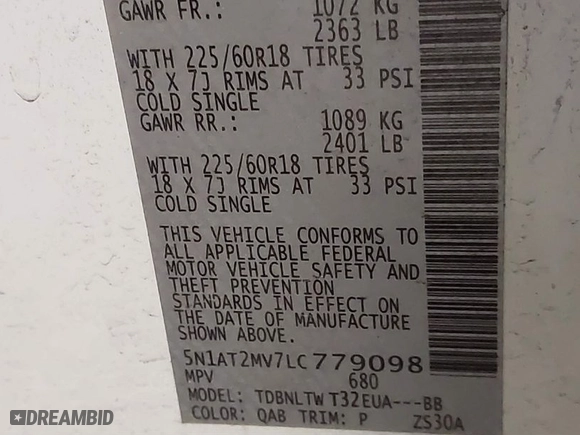 GAWR FR.: 1072 KG
2363 LB
WITH 225/60R18 TIRES
18 X 7J RIMS AT 33 PSI
COLD SINGLE
GAWR RR.: 1089 KG
2401 LB
WITH 225/60R18 TIRES
18 X 7J RIMS AT 33 PSI
COLD SINGLE
THIS VEHICLE CONFORMS TO
ALL APPLICABLE FEDERAL
MOTOR VEHICLE SAFETY AND
THEFT PREVENTION
STANDARDS IN EFFECT ON
THE DATE OF MANUFACTURE
SHOWN ABOVE.
5N1AT2MV7LC779098
MPV 680
MODEL: TDBNLTW T32EUA---BB
COLOR: QAB TRIM: P ZS30A
DREAMBID